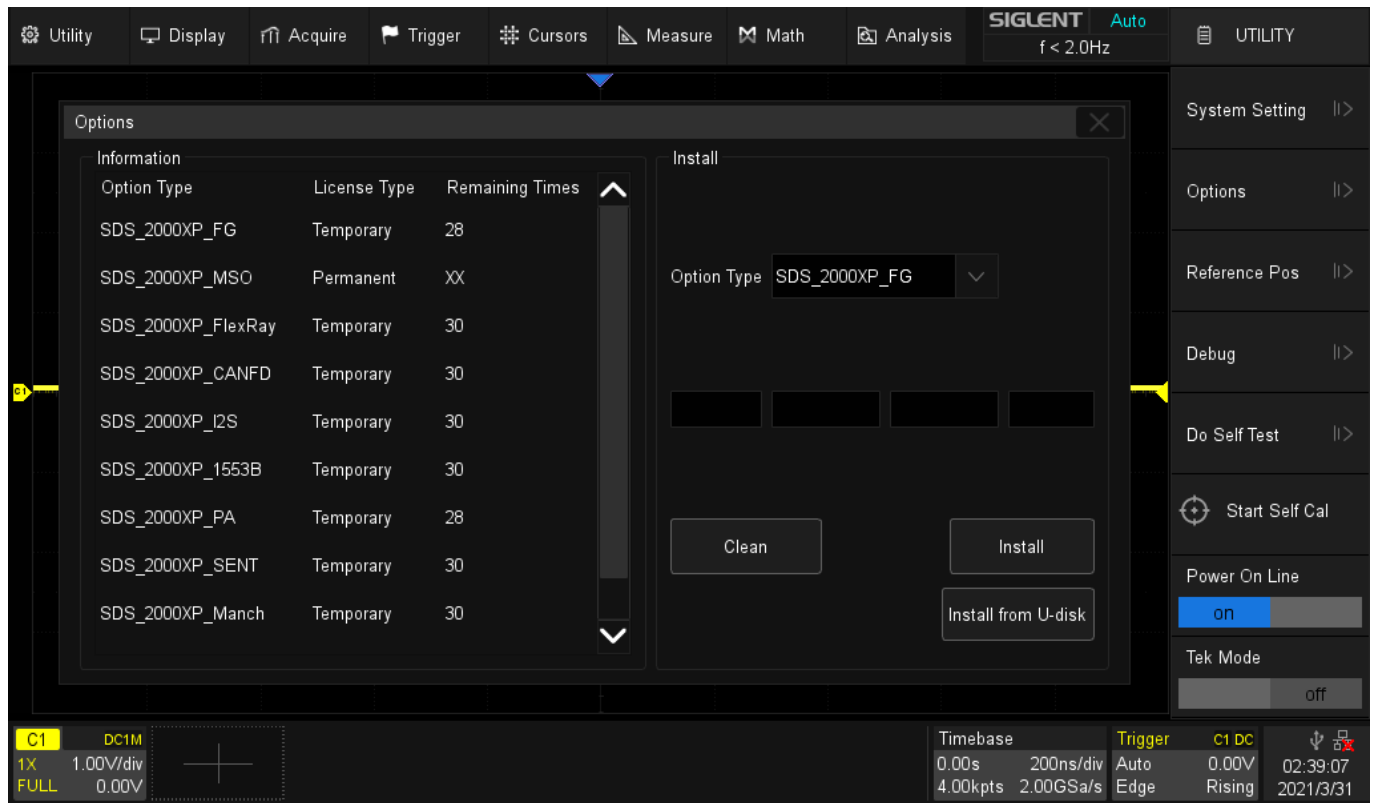 Utility Display Acquire Trigger Cursors Measure Math Analysis SIGLENT Auto UTILITY
f < 2.0Hz
Options
Information
Option Type License Type Remaining Times
SDS_2000XP_FG Temporary 28
SDS_2000XP_MSO Permanent XX
SDS_2000XP_FlexRay Temporary 30
SDS_2000XP_CANFD Temporary 30
SDS_2000XP_I2S Temporary 30
SDS_2000XP_1553B Temporary 30
SDS_2000XP_PA Temporary 28
SDS_2000XP_SENT Temporary 30
SDS_2000XP_Manch Temporary 30
Install
Option Type SDS_2000XP_FG
Clean Install
Install from U-disk
System Setting
Options
Reference Pos
Debug
Do Self Test
Start Self Cal
Power On Line
on
Tek Mode
off
C1
C1 DC1M
1X 1.00V/div
FULL 0.00V
Timebase
0.00s 200ns/div
4.00kpts 2.00GSa/s
Trigger C1 DC
Auto 0.00V
Edge Rising
02:39:07
2021/3/31